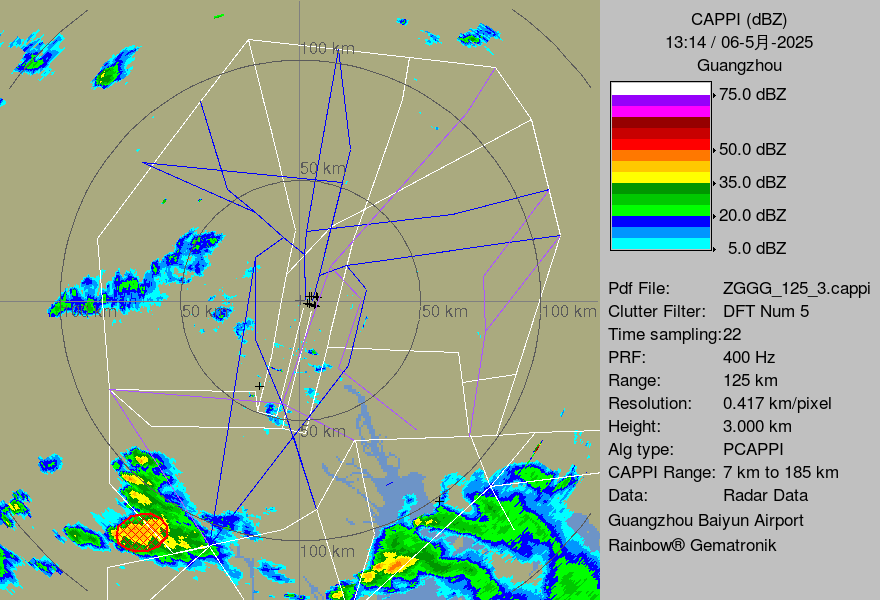 CAPPI (dBZ)
13:14 / 06-5月-2025
Guangzhou
75.0 dBZ
50.0 dBZ
35.0 dBZ
20.0 dBZ
5.0 dBZ
Pdf File: ZGGG_125_3.cappi
Clutter Filter: DFT Num 5
Time sampling:22
PRF: 400 Hz
Range: 125 km
Resolution: 0.417 km/pixel
Height: 3.000 km
Alg type: PCAPPI
CAPPI Range: 7 km to 185 km
Data: Radar Data
Guangzhou Baiyun Airport
Rainbow® Gematronik
100 km
50 km
100 km
50 km
50 km
100 km
50 km
100 km